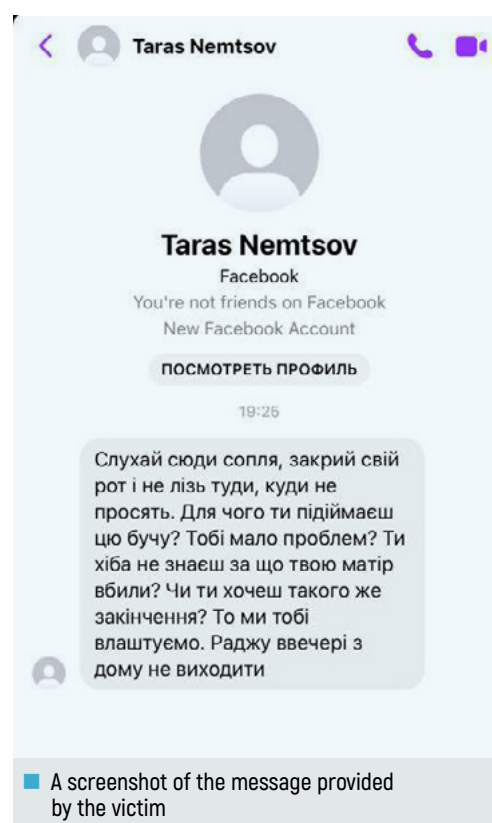 Taras Nemtsov
Taras Nemtsov
Facebook
You're not friends on Facebook
New Facebook Account
ПОСМОТРЕТЬ ПРОФИЛЬ
19:25
Слухай сюди сопля, закрий свій
рот і не лізь туди, куди не
просять. Для чого ти підіймаєш
цю бучу? Тобі мало проблем? Ти
хіба не знаєш за що твою матір
вбили? Чи ти хочеш такого же
закінчення? То ми тобі
влаштуємо. Раджу ввечері з
дому не виходити
A screenshot of the message provided
by the victim